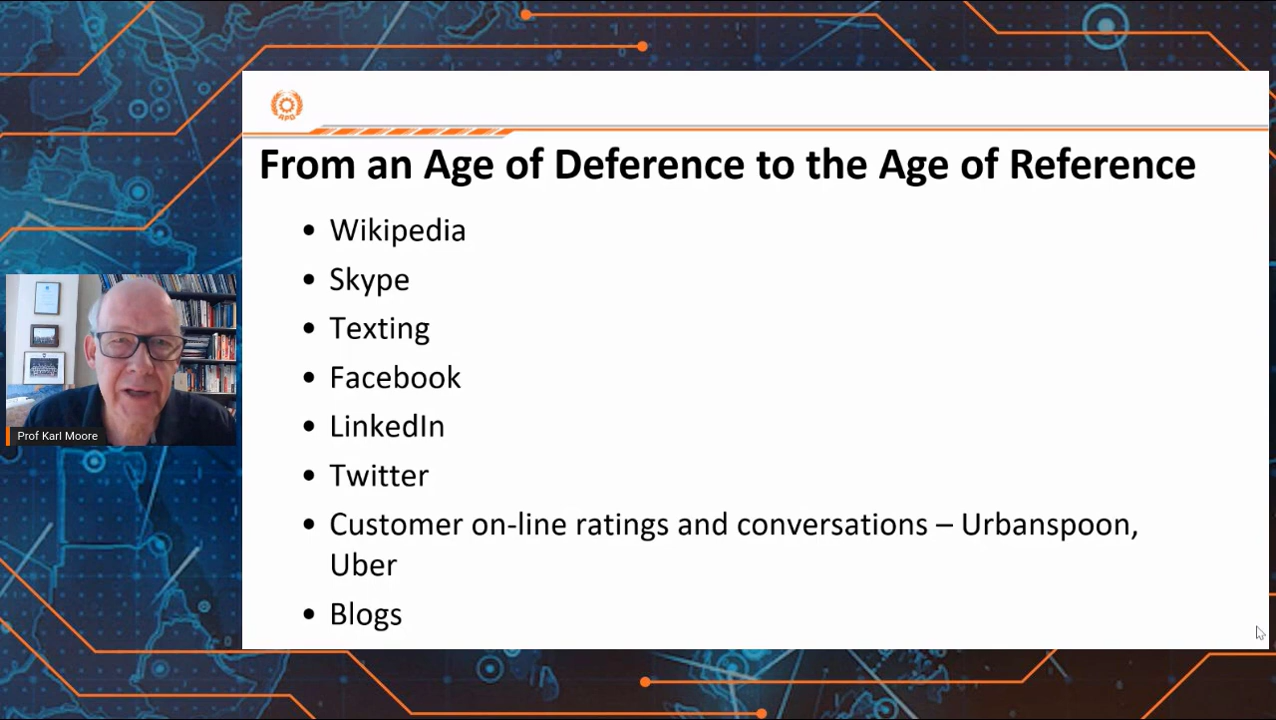 APO
From an Age of Deference to the Age of Reference
• Wikipedia
• Skype
• Texting
• Facebook
• LinkedIn
• Twitter
• Customer on-line ratings and conversations – Urbanspoon,
Uber
• Blogs
Prof Karl Moore